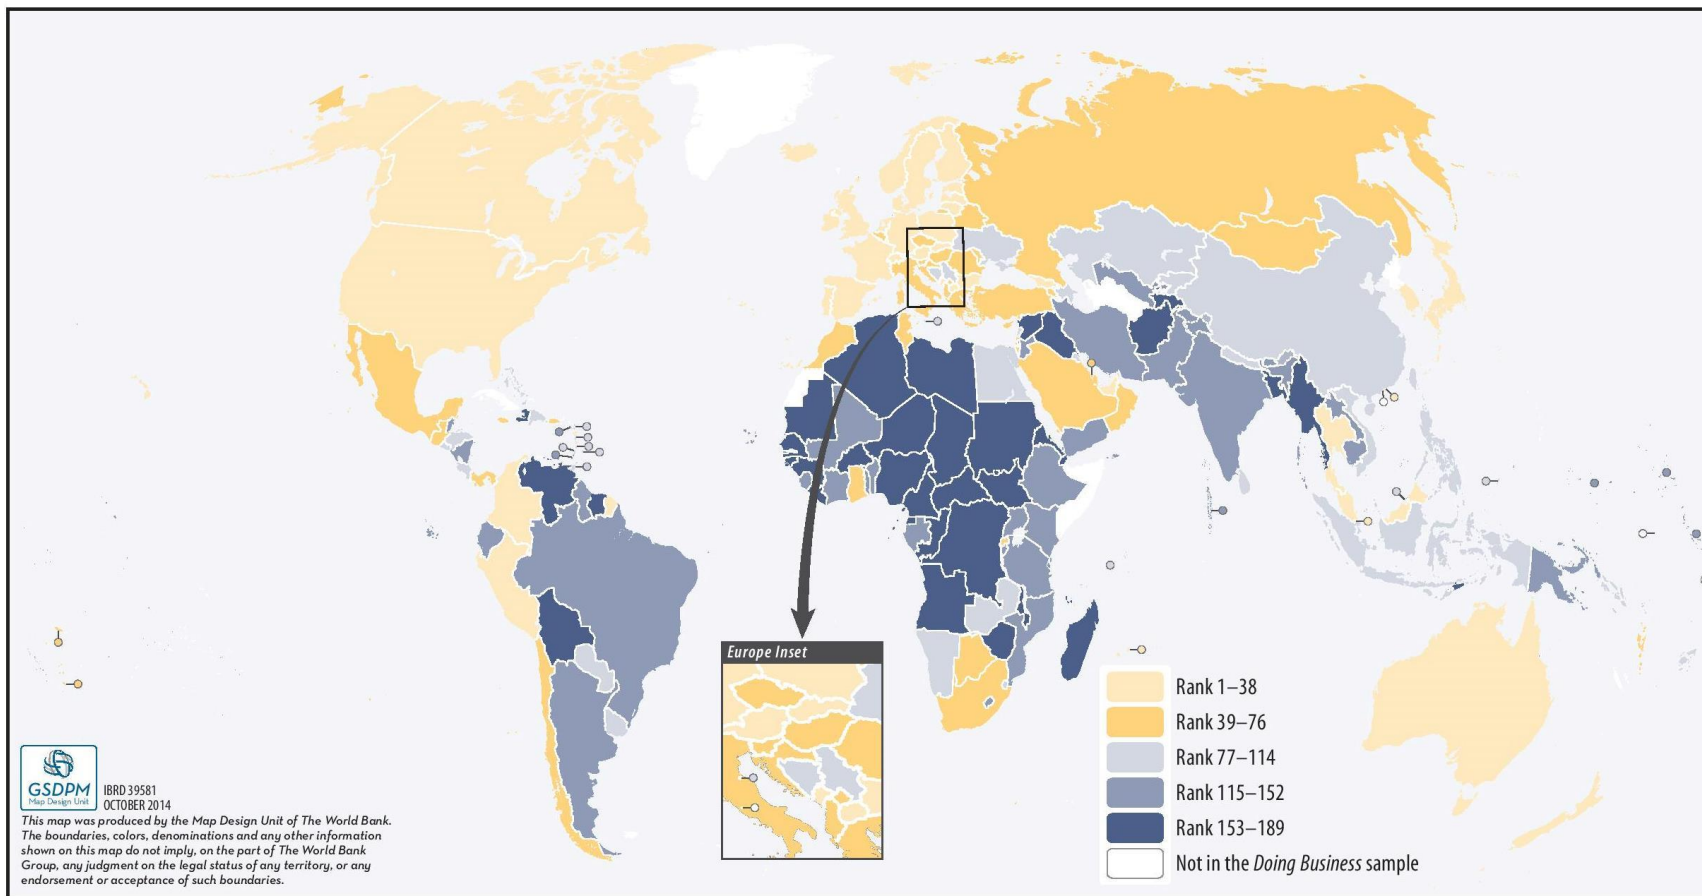 Europe Inset
Rank 1–38
Rank 39–76
Rank 77–114
Rank 115–152
Rank 153–189
Not in the Doing Business sample
GSDPM
Map Design Unit
IBRD 39581
OCTOBER 2014
This map was produced by the Map Design Unit of The World Bank.
The boundaries, colors, denominations and any other information
shown on this map do not imply, on the part of The World Bank
Group, any judgment on the legal status of any territory, or any
endorsement or acceptance of such boundaries.